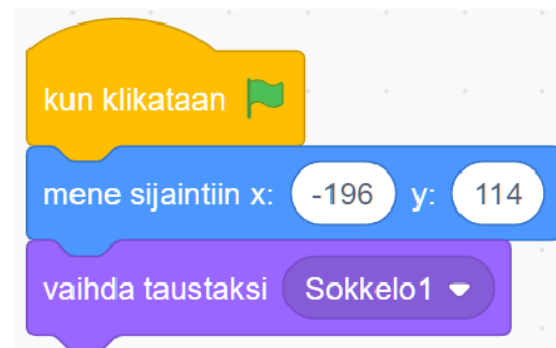 kun klikataan
mene sijaintiin x: -196 y: 114
vaihda taustaksi Sokkelo1